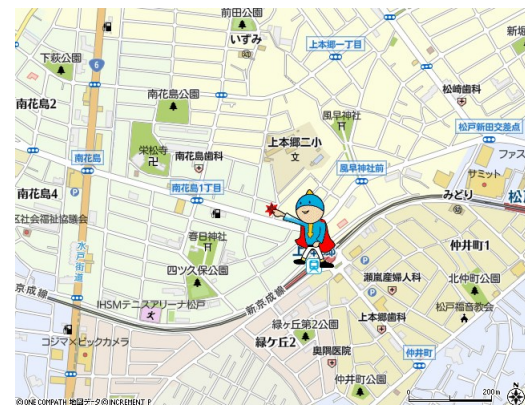 前田公園
いずみ
下萩公園
上本郷一丁目
6
南花島公園
南花島2
松崎歯科
風早神社
松戸新田交差点
上本郷二小
文
栄松寺
南花島
南花島歯科
風早神社前
サミット
南花島1丁目
みどり
南花島4
区社会福祉協議会
春日神社
水戸街道
四ツ久保公園
仲井町1
瀬嵐産婦人科
北仲町公園
新京成線
京成線
IHSMテニスアリーナ松戸
松戸福音教会
上本郷歯科
緑ヶ丘第2公園
コジマ×ビックカメラ
緑ケ丘2
奥隅医院
仲井町
仲井町公園
0 200m
©ONE COMPATH 地図データ©INCREMENT P